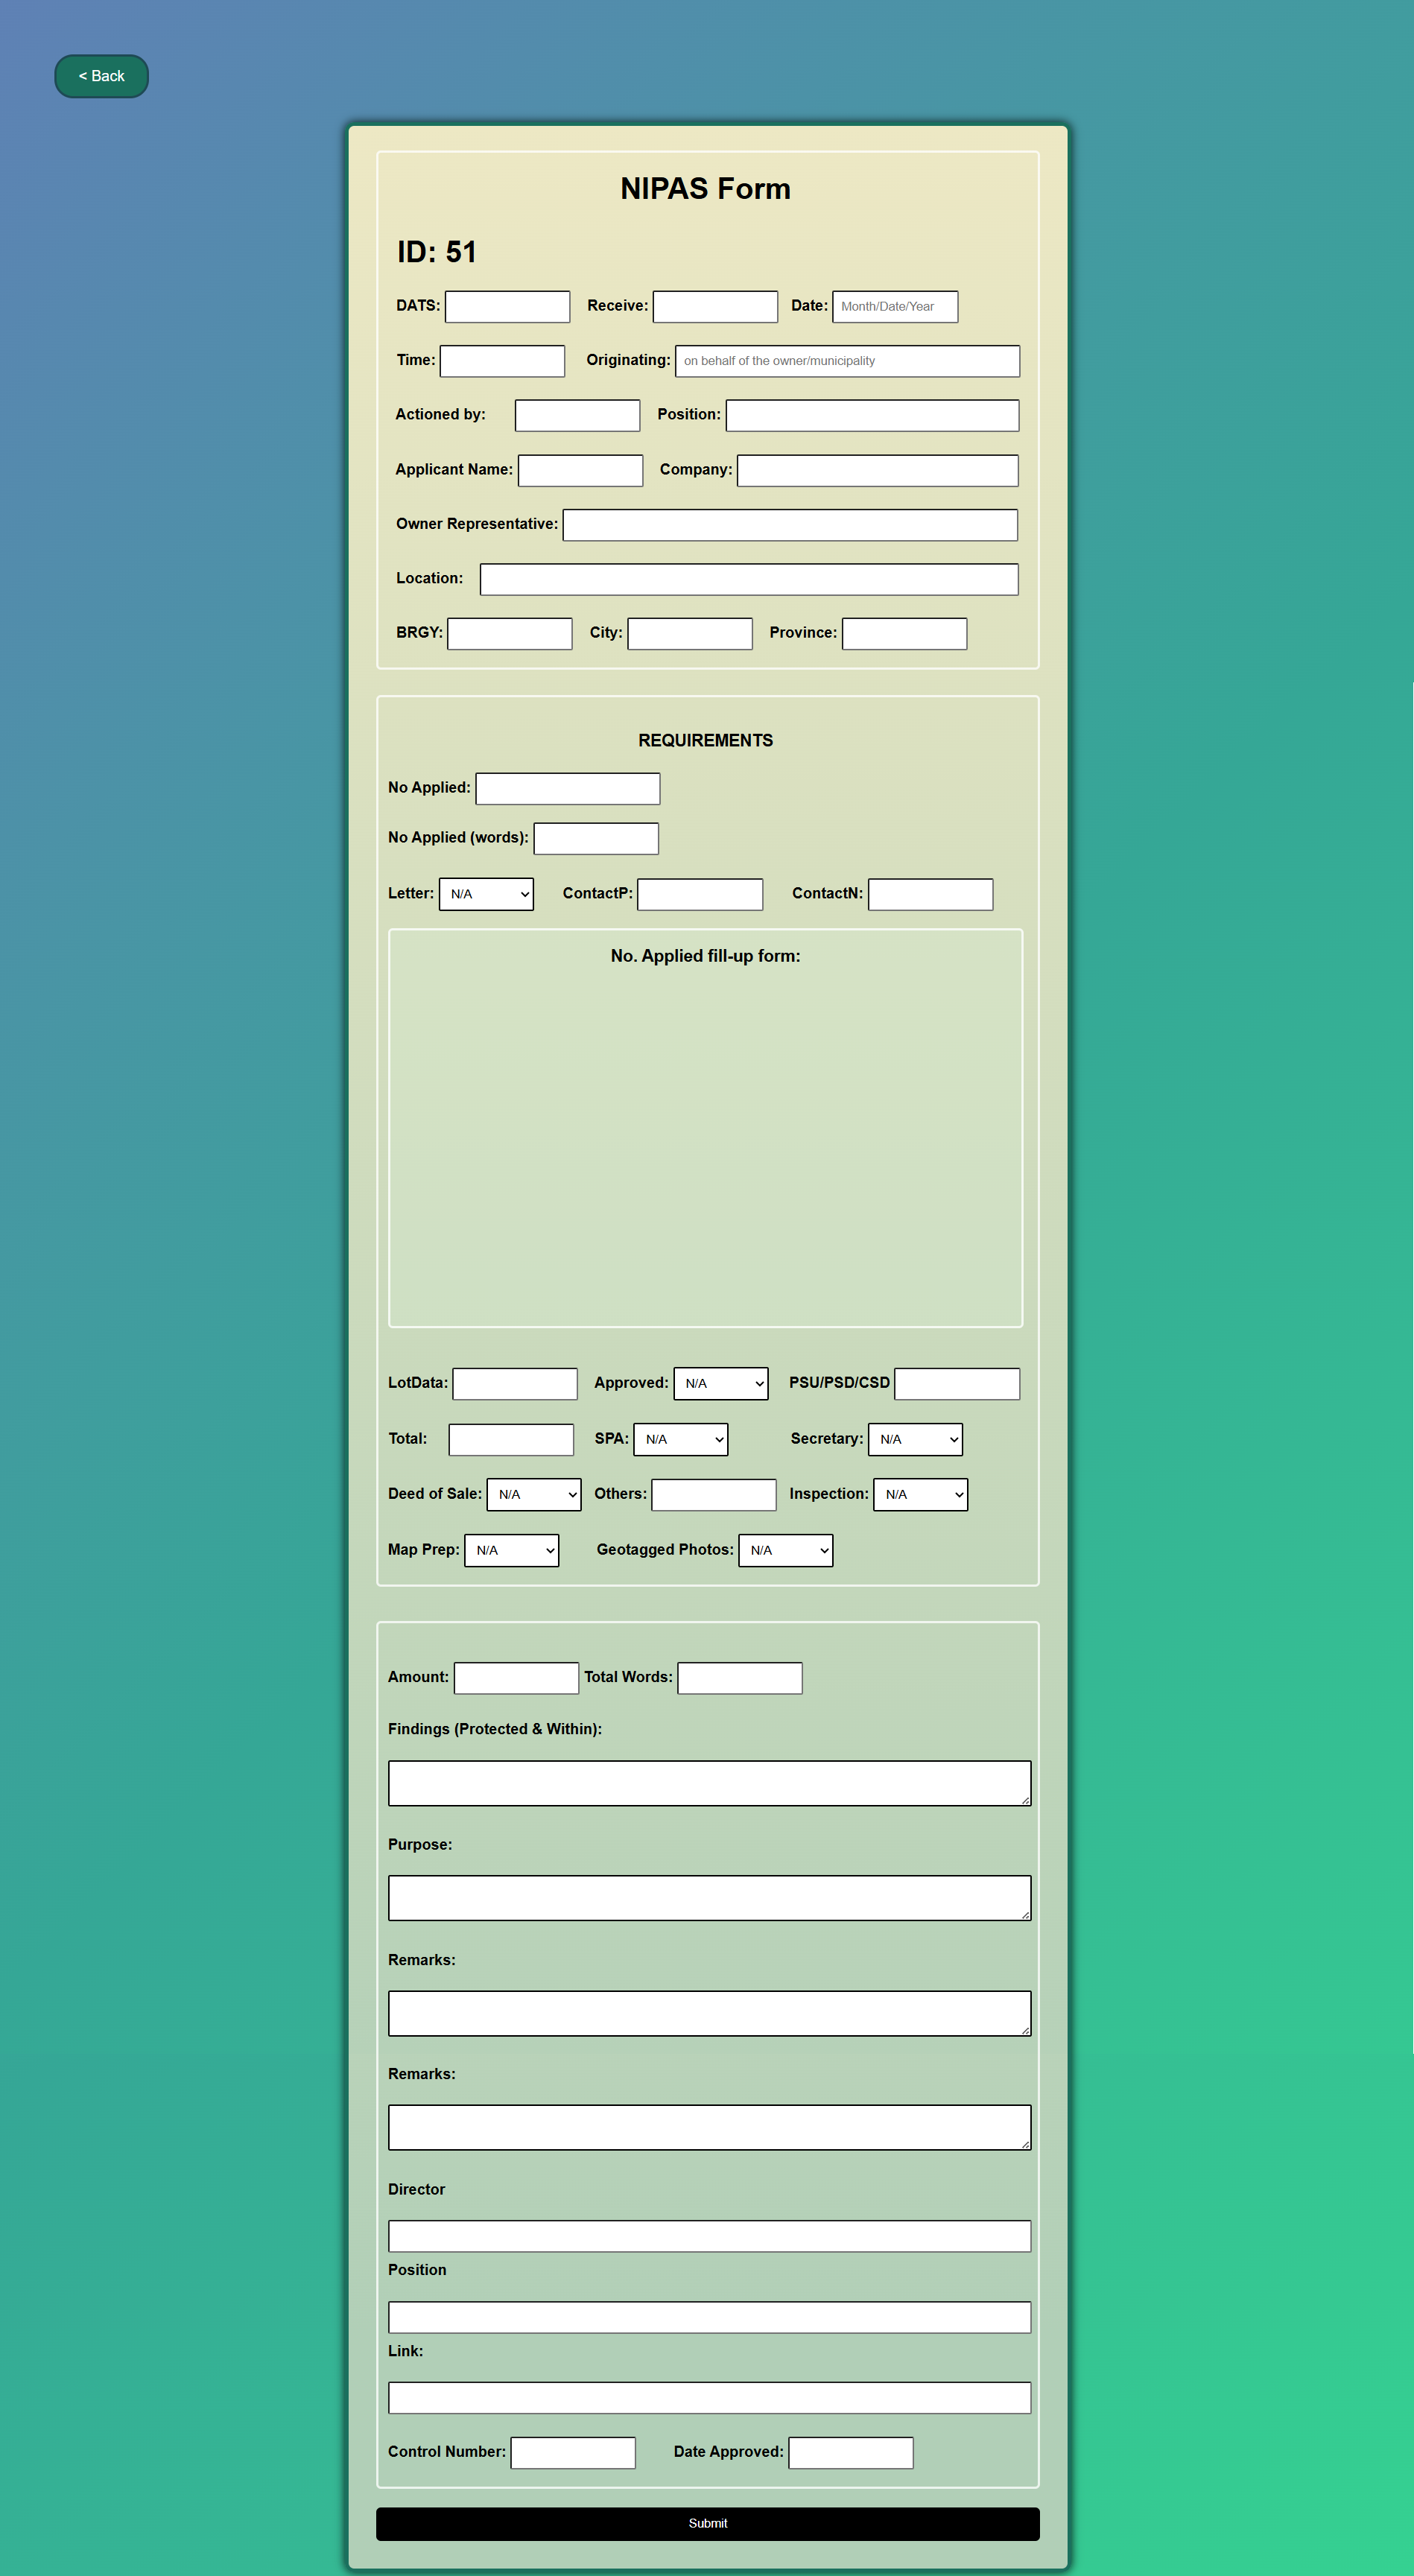 < Back
NIPAS Form
ID: 51
DATS: Receive: Date: Month/Date/Year
Time: Originating: on behalf of the owner/municipality
Actioned by: Position:
Applicant Name: Company:
Owner Representative:
Location:
BRGY: City: Province:
REQUIREMENTS
No Applied:
No Applied (words):
Letter: N/A ContactP: ContactN:
No. Applied fill-up form:
LotData: Approved: N/A PSU/PSD/CSD
Total: SPA: N/A Secretary: N/A
Deed of Sale: N/A Others: Inspection: N/A
Map Prep: N/A Geotagged Photos: N/A
Amount: Total Words:
Findings (Protected & Within):
Purpose:
Remarks:
Remarks:
Director
Position
Link:
Control Number: Date Approved:
Submit